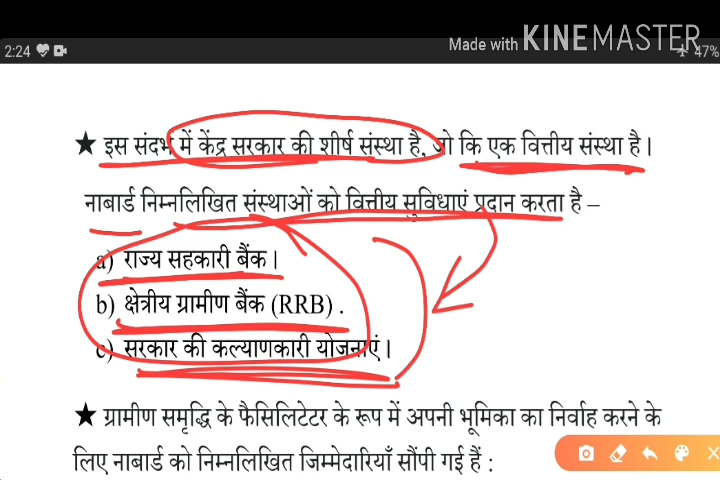 2:24
Made with KINEMASTER
47%
★ इस संदर्भ में केंद्र सरकार की शीर्ष संस्था है, जो कि एक वित्तीय संस्था है।
नाबार्ड निम्नलिखित संस्थाओं को वित्तीय सुविधाएं प्रदान करता है –
a) राज्य सहकारी बैंक।
b) क्षेत्रीय ग्रामीण बैंक (RRB) .
c) सरकार की कल्याणकारी योजनाएं।
★ ग्रामीण समृद्धि के फैसिलिटेटर के रूप में अपनी भूमिका का निर्वाह करने के
लिए नाबार्ड को निम्नलिखित जिम्मेदारियाँ सौंपी गई हैं :